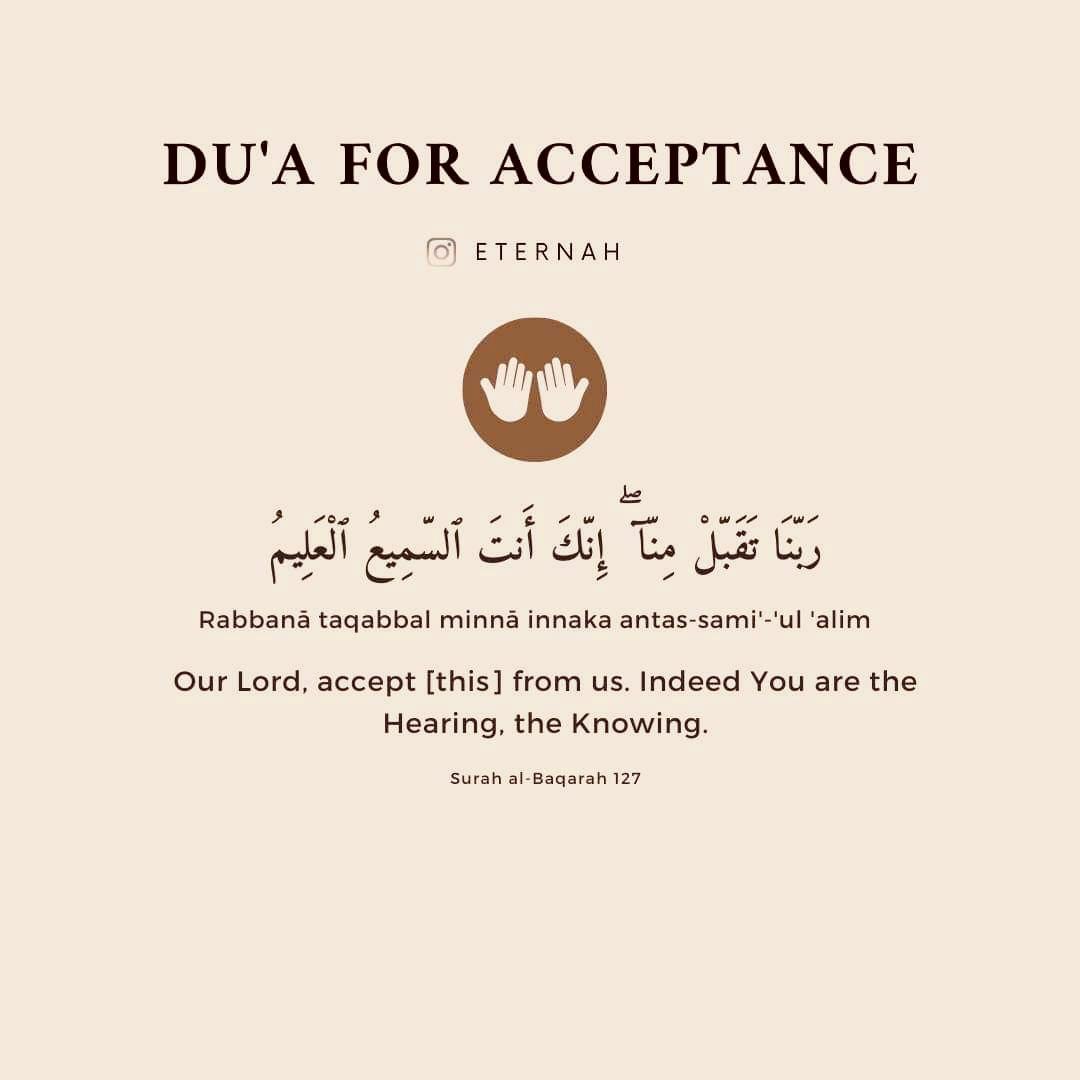 DU'A FOR ACCEPTANCE
ETERNAH
رَبَّنَا تَقَبَّلْ مِنَّآ ۖ إِنَّكَ أَنتَ ٱلسَّمِيعُ ٱلْعَلِيمُ
Rabbanā taqabbal minnā innaka antas-sami'-'ul 'alim
Our Lord, accept [this] from us. Indeed You are the
Hearing, the Knowing.
Surah al-Baqarah 127